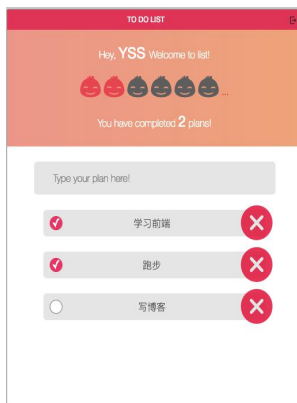 TO DO LIST
Hey, YSS Welcome to list!
...
You have completed 2 plans!
Type your plan here!
学习前端
跑步
写博客